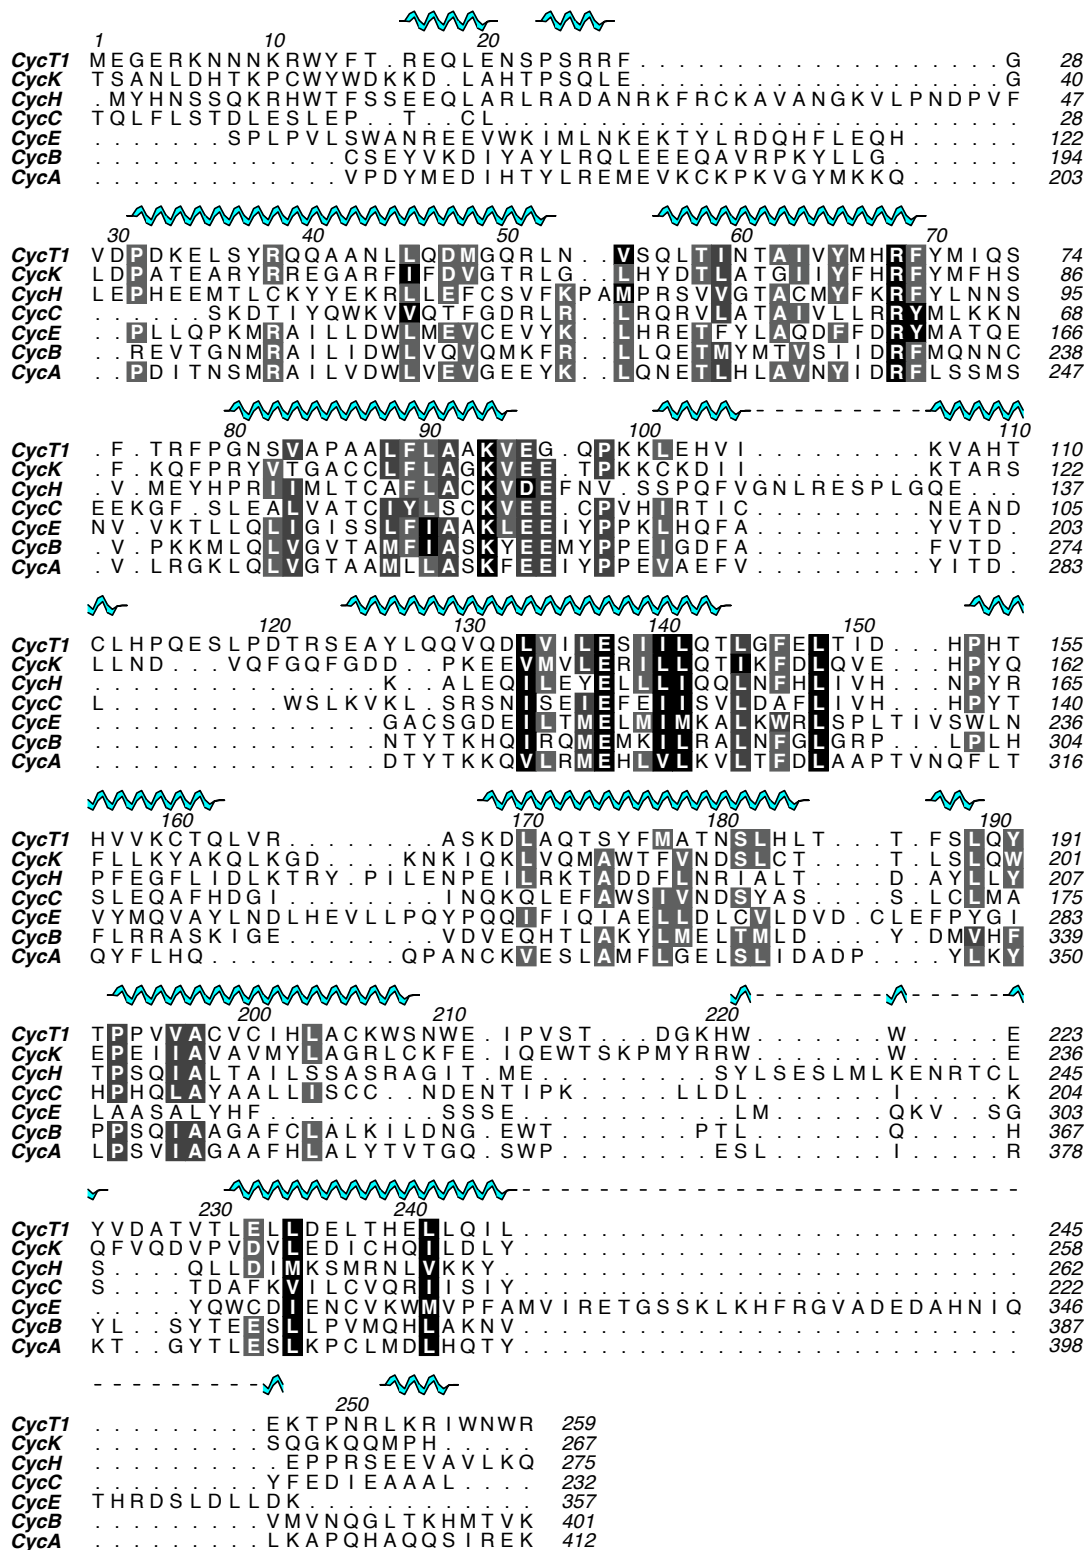 1 10 20
CycT1 MEGERKNNNKRWYFT.REQLENSPSRRF....................G 28
CycK TSANLDHTKPCWYWDKKD.LAHTPSQLE....................G 40
CycH .MYHNSSQKRHWTFSSEEQLARLRADANRKFRCKAVANGKVLPNDPVF 47
CycC TQLFLSTDLESLEP..T..CL............................ 28
CycE .......SPLPVLSWANREEVWKIMLNKEKTYLRDQHFLEQH...... 122
CycB .............CSEYVKDIYAYLRQLEEEQAVRPKYLLG....... 194
CycA .............VPDYMEDIHTYLREMEVKCKPKVGYMKKQ...... 203
30 40 50 60 70
CycT1 VDPDKELSYRQQAANLLQDMGQRLN..VSQLTINTAIVYMHRFYMIQS 74
CycK LDPATEARYRREGARFIFDVGTRLG..LHYDTLATGIIYFHRFYMFHS 86
CycH LEPHEEMTLCKYYEKRLLEFCSVFKPAMPRSVVGTACMYFKRFYLNNS 95
CycC ......SKDTIYQWKVVQTFGDRLR..LRQRVLATAIVLLRRYMLKKN 68
CycE ..PLLQPKMRAILLDWLMEVCEVYK..LHRETFYLAQDFFDRYMATQE 166
CycB ..REVTGNMRAILIDWLVQVQMKFR..LLQETMYMTVSIIDRFMQNNC 238
CycA ..PDITNSMRAILVDWLVEVGEEYK..LQNETLHLAVNYIDRFLSSMS 247
80 90 100 110
CycT1 .F.TRFPGNSVAPAALFLAAKVEG.QPKKLEHVI.........KVAHT 110
CycK .F.KQFPRYVTGACCLFLAGKVEE.TPKKCKDII.........KTARS 122
CycH .V.MEYHPRIIMLTCAFLACKVDEFNV.SSPQFVGNLRESPLGQE... 137
CycC EEKGF.SLEALVATCIYLSCKVEE.CPVHIRTIC.........NEAND 105
CycE NV.VKTLLQLIGISSLFIAAKLEEIYPPKLHQFA.........YVTD. 203
CycB .V.PKKMLQLVGVTAMFIASKYEEMYPPEIGDFA.........FVTD. 274
CycA .V.LRGKLQLVGTAAMLLASKFEEIYPPEVAEFV.........YITD. 283
120 130 140 150
CycT1 CLHPQESLPDTRSEAYLQQVQDLVILESIILQTLGFELTID...HPHT 155
CycK LLND...VQFGQFGDD..PKEEVMVLERILLQTIKFDLQVE...HPYQ 162
CycH ...............K..ALEQILEYELLLIQQLNFHLIVH...NPYR 165
CycC L.........WSLKVKL.SRSNISEIEFEIISVLDAFLIVH...HPYT 140
CycE ...............GACSGDEILTMELMIMKALKWRLSPLTIVSWLN 236
CycB ...............NTYTKHQIRQMEMKILRALNFGLGRP...LPLH 304
CycA ...............DTYTKKQVLRMEHLVLKVLTFDLAAPTVNQFLT 316
160 170 180 190
CycT1 HVVKCTQLVR........ASKDLAQTSYFMATNSLHLT...T.FSLQY 191
CycK FLLKYAKQLKGD....KNKIQKLVQMAWTFVNDSLCT....T.LSLQW 201
CycH PFEGFLIDLKTRY.PILENPEILRKTADDFLNRIALT....D.AYLLY 207
CycC SLEQAFHDGI........INQKQLEFAWSIVNDSYAS....S.LCLMA 175
CycE VYMQVAYLNDLHEVLLPQYPQQIFIQIAELLDLCVLDVD.CLEFPYGI 283
CycB FLRRASKIGE........VDVEQHTLAKYLMELTMLD....Y.DMVHF 339
CycA QYFLHQ..........QPANCKVESLAMFLGELSLIDADP....YLKY 350
200 210 220
CycT1 TPPVVACVCIHLACKWSNWE.IPVST...DGKHW.......W.....E 223
CycK EPEIIAVAVMYLAGRLCKFE.IQEWTSKPMYRRW.......W.....E 236
CycH TPSQIALTAILSSASRAGIT.ME.........SYLSESLMLKENRTCL 245
CycC HPHQLAYAALLISCC..NDENTIPK......LLDL......I.....K 204
CycE LAASALYHF.........SSSE...........LM.....QKV..SG 303
CycB PPSQIAAGAFCLALKILDNG.EWT.......PTL.......Q.....H 367
CycA LPSVIAGAAFHLALYTVTGQ.SWP........ESL......I.....R 378
230 240
CycT1 YVDATVTLELLDELTHELLQIL.......................... 245
CycK QFVQDVPVDVLEDICHQILDLY.......................... 258
CycH S....QLLDIMKSMRNLVKKY........................... 262
CycC S....TDAFKVILCVQRIISIY.......................... 222
CycE .....YQWCDIENCVKWMVPFAMVIRETGSSKLKHFRGVADEDAHNIQ 346
CycB YL..SYTEESLLPVMQHLAKNV.......................... 387
CycA KT..GYTLESLKPCLMDLHQTY.......................... 398
250
CycT1 .........EKTPNRLKRIWNWR 259
CycK .........SQGKQQMPH..... 267
CycH ..........EPPRSEEVAVLKQ 275
CycC .........YFEDIEAAAL.... 232
CycE THRDSLDLLDK............ 357
CycB .........VMVNQGLTKHMTVK 401
CycA .........LKAPQHAQQSIREK 412